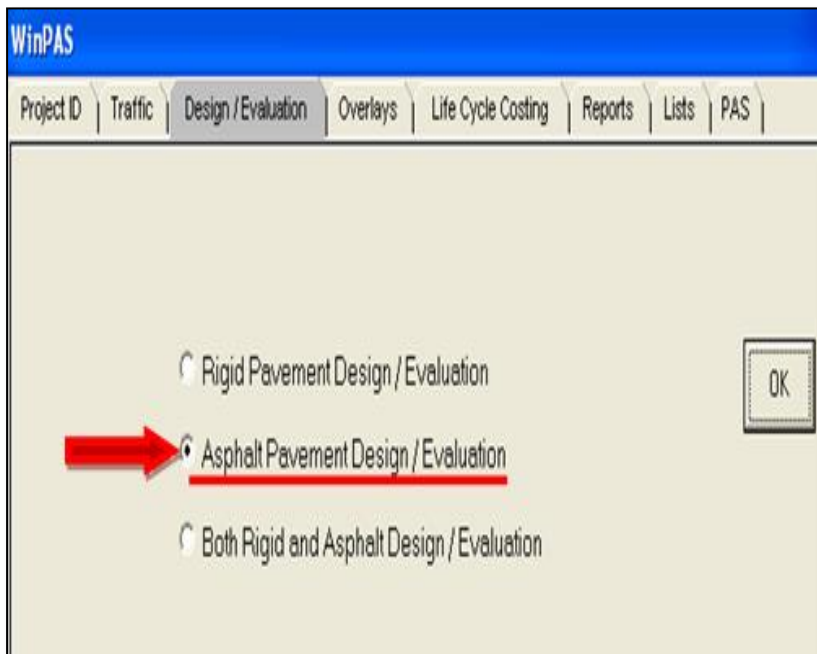 WinPAS
Project ID Traffic Design / Evaluation Overlays Life Cycle Costing Reports Lists PAS
Rigid Pavement Design / Evaluation
OK
Asphalt Pavement Design / Evaluation
Both Rigid and Asphalt Design / Evaluation